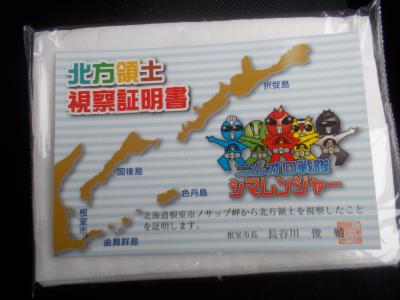 北方領土
視察証明書
択捉島
国後島
色丹島
根室市
歯舞群島
ニムオロ戦隊
シマレンジャー
北海道根室市ノサップ岬から北方領土を視察したこと
を証明します。
根室市長 長谷川 俊 輔